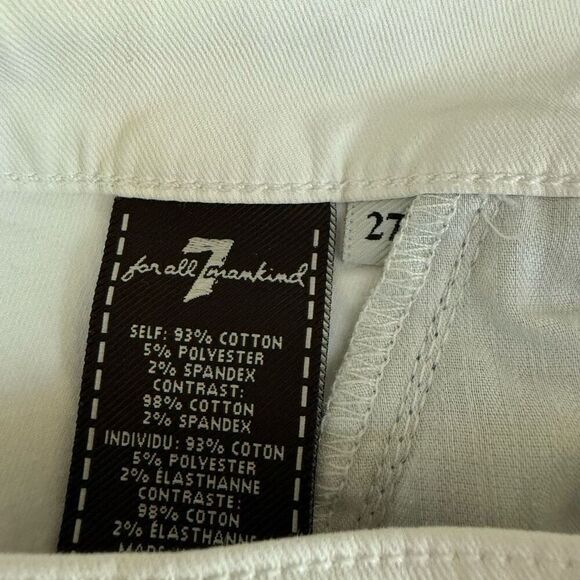 for all 7 mankind
27
SELF: 93% COTTON
5% POLYESTER
2% SPANDEX
CONTRAST:
98% COTTON
2% SPANDEX
INDIVIDU: 93% COTON
5% POLYESTER
2% ÉLASTHANNE
CONTRASTE:
98% COTON
2% ÉLASTHANNE
MADE